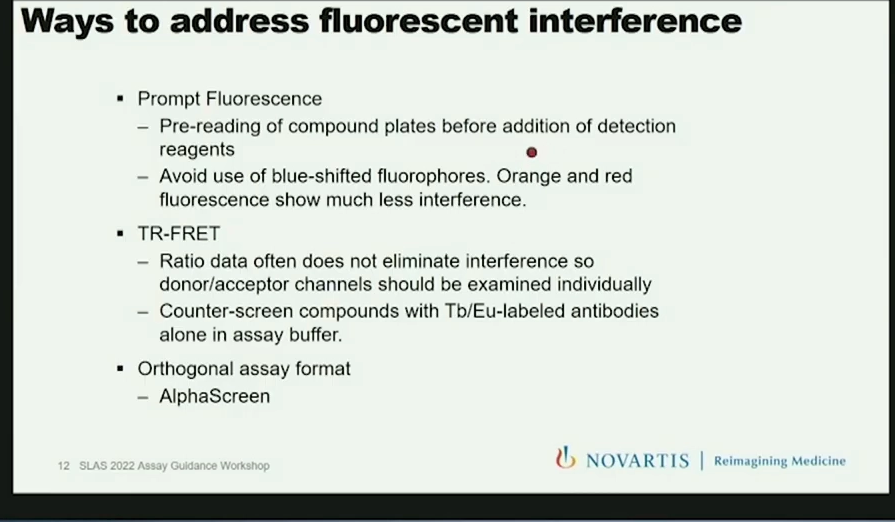 Ways to address fluorescent interference
▪ Prompt Fluorescence
– Pre-reading of compound plates before addition of detection
reagents
– Avoid use of blue-shifted fluorophores. Orange and red
fluorescence show much less interference.
▪ TR-FRET
– Ratio data often does not eliminate interference so
donor/acceptor channels should be examined individually
– Counter-screen compounds with Tb/Eu-labeled antibodies
alone in assay buffer.
▪ Orthogonal assay format
– AlphaScreen
12 SLAS 2022 Assay Guidance Workshop
NOVARTIS | Reimagining Medicine